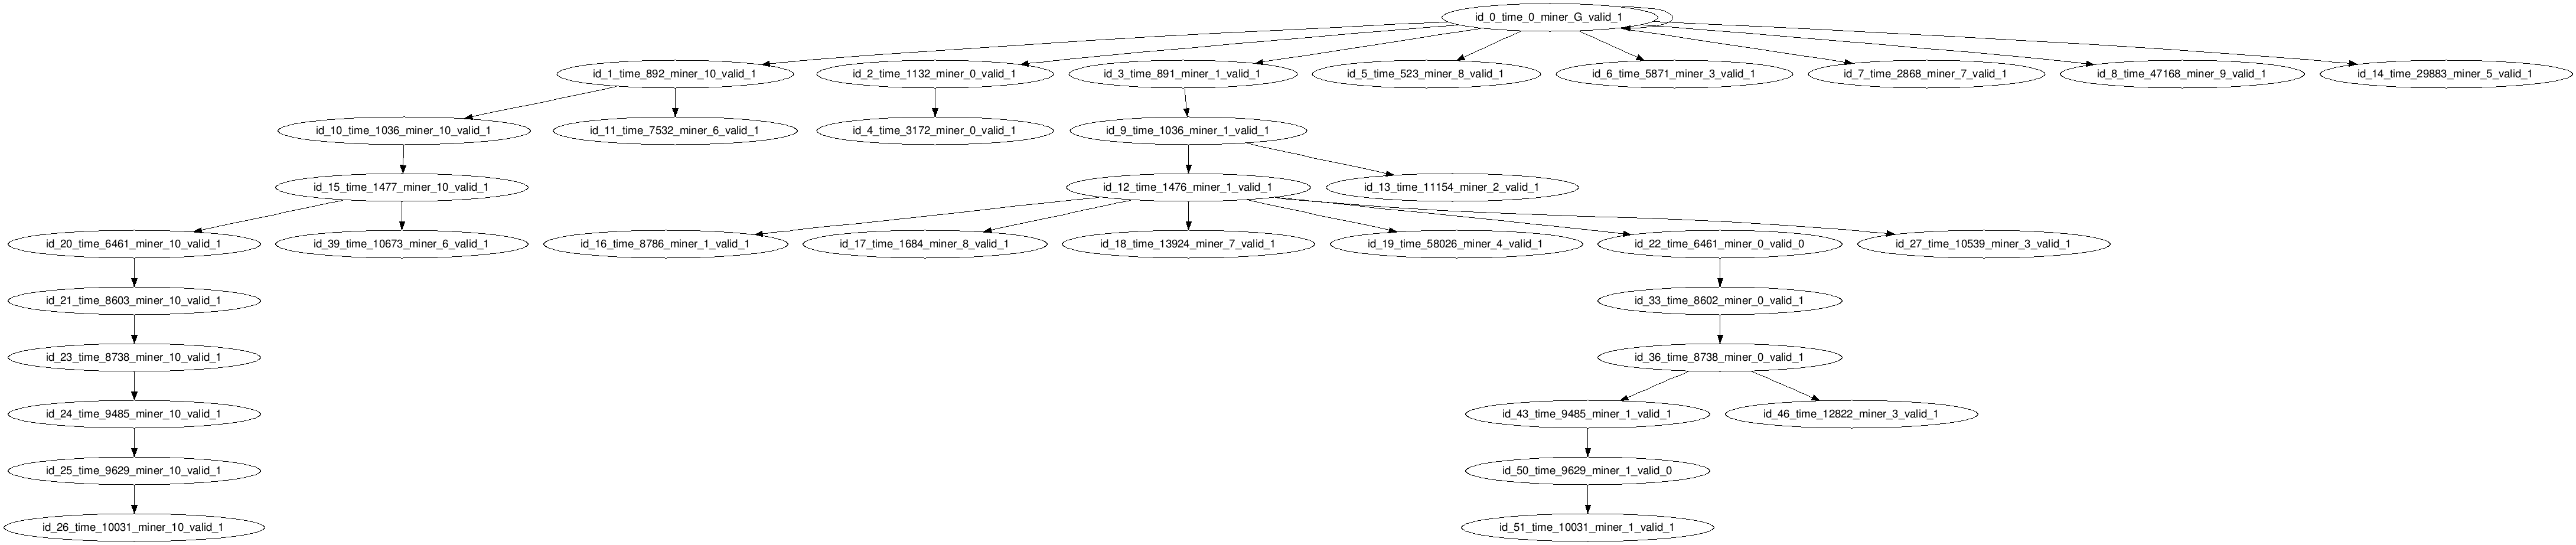 id_0_time_0_miner_G_valid_1
id_1_time_892_miner_10_valid_1
id_2_time_1132_miner_0_valid_1
id_3_time_891_miner_1_valid_1
id_5_time_523_miner_8_valid_1
id_6_time_5871_miner_3_valid_1
id_7_time_2868_miner_7_valid_1
id_8_time_47168_miner_9_valid_1
id_14_time_29883_miner_5_valid_1
id_10_time_1036_miner_10_valid_1
id_11_time_7532_miner_6_valid_1
id_4_time_3172_miner_0_valid_1
id_9_time_1036_miner_1_valid_1
id_15_time_1477_miner_10_valid_1
id_12_time_1476_miner_1_valid_1
id_13_time_11154_miner_2_valid_1
id_20_time_6461_miner_10_valid_1
id_39_time_10673_miner_6_valid_1
id_16_time_8786_miner_1_valid_1
id_17_time_1684_miner_8_valid_1
id_18_time_13924_miner_7_valid_1
id_19_time_58026_miner_4_valid_1
id_22_time_6461_miner_0_valid_0
id_27_time_10539_miner_3_valid_1
id_21_time_8603_miner_10_valid_1
id_33_time_8602_miner_0_valid_1
id_23_time_8738_miner_10_valid_1
id_36_time_8738_miner_0_valid_1
id_24_time_9485_miner_10_valid_1
id_43_time_9485_miner_1_valid_1
id_46_time_12822_miner_3_valid_1
id_25_time_9629_miner_10_valid_1
id_50_time_9629_miner_1_valid_0
id_26_time_10031_miner_10_valid_1
id_51_time_10031_miner_1_valid_1